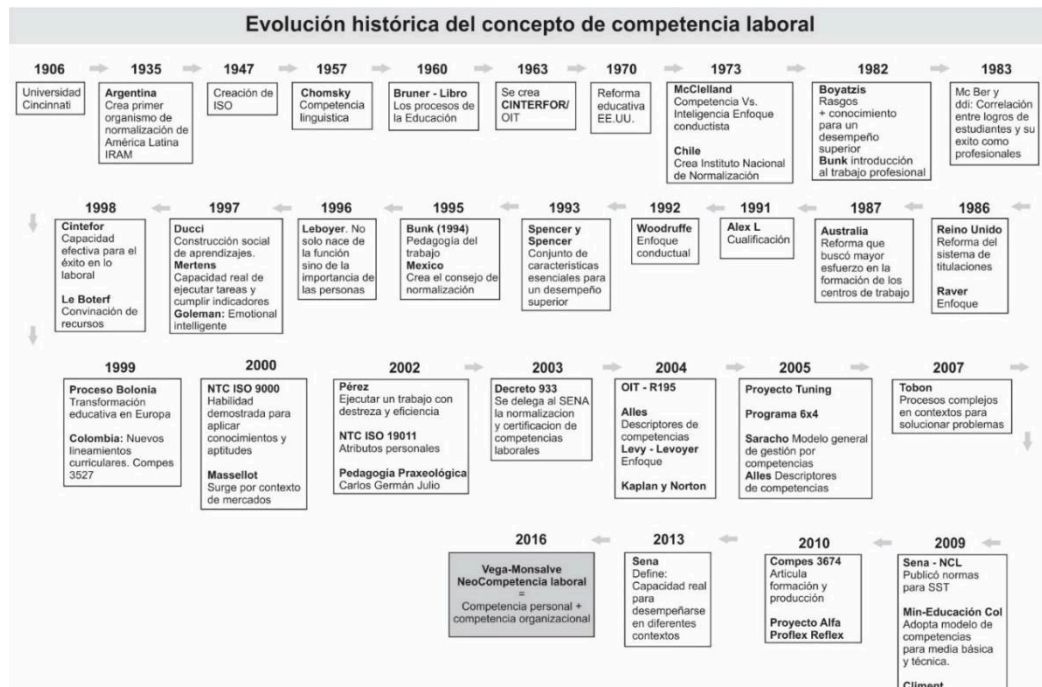 Evolución histórica del concepto de competencia laboral
1906
Universidad
Cincinnati
1935
Argentina
Crea primer
organismo de
normalización de
América Latina
IRAM
1947
Creación de
ISO
1957
Chomsky
Competencia
linguistica
1960
Bruner - Libro
Los procesos de
la Educación
1963
Se crea
CINTERFOR/
OIT
1970
Reforma
educativa
EE.UU.
1973
McClelland
Competencia Vs.
Inteligencia Enfoque
conductista
Chile
Crea Instituto Nacional
de Normalización
1982
Boyatzis
Rasgos
+ conocimiento
para un
desempeño
superior
Bunk introducción
al trabajo profesional
1983
Mc Ber y
ddi: Correlación
entre logros de
estudiantes y su
exito como
profesionales
1986
Reino Unido
Reforma del
sistema de
titulaciones
Raver
Enfoque
1987
Australia
Reforma que
buscó mayor
esfuerzo en la
formación de los
centros de trabajo
1991
Alex L
Cualificación
1992
Woodruffe
Enfoque
conductual
1993
Spencer y
Spencer
Conjunto de
caracteristicas
esenciales para
un desempeño
superior
1995
Bunk (1994)
Pedagogía del
trabajo
Mexico
Crea el consejo de
normalización
1996
Leboyer. No
solo nace de
la función
sino de la
importancia de
las personas
1997
Ducci
Construcción social
de aprendizajes.
Mertens
Capacidad real de
ejecutar tareas y
cumplir indicadores
Goleman: Emotional
intelligente
1998
Cintefor
Capacidad
efectiva para el
éxito en lo
laboral
Le Boterf
Convinación de
recursos
1999
Proceso Bolonia
Transformación
educativa en Europa
Colombia: Nuevos
lineamientos
curriculares. Compes
3527
2000
NTC ISO 9000
Habilidad
demostrada para
aplicar
conocimientos y
aptitudes
Massellot
Surge por contexto
de mercados
2002
Pérez
Ejecutar un trabajo con
destreza y eficiencia
NTC ISO 19011
Atributos personales
Pedagogía Praxeológica
Carlos Germán Julio
2003
Decreto 933
Se delega al SENA
la normalizacion
y certificacion de
competencias
laborales
2004
OIT - R195
Alles
Descriptores de
competencias
Levy - Levoyer
Enfoque
Kaplan y Norton
2005
Proyecto Tuning
Programa 6x4
Saracho Modelo general
de gestión por
competencias
Alles Descriptores
de competencias
2007
Tobon
Procesos complejos
en contextos para
solucionar problemas
2009
Sena - NCL
Publicó normas
para SST
Min-Educación Col
Adopta modelo de
competencias
para media básica
y técnica.
Climent
2010
Compes 3674
Articula
formación y
producción
Proyecto Alfa
Proflex Reflex
2013
Sena
Define:
Capacidad real
para
desempeñarse
en diferentes
contextos
2016
Vega-Monsalve
NeoCompetencia laboral
=
Competencia personal +
competencia organizacional